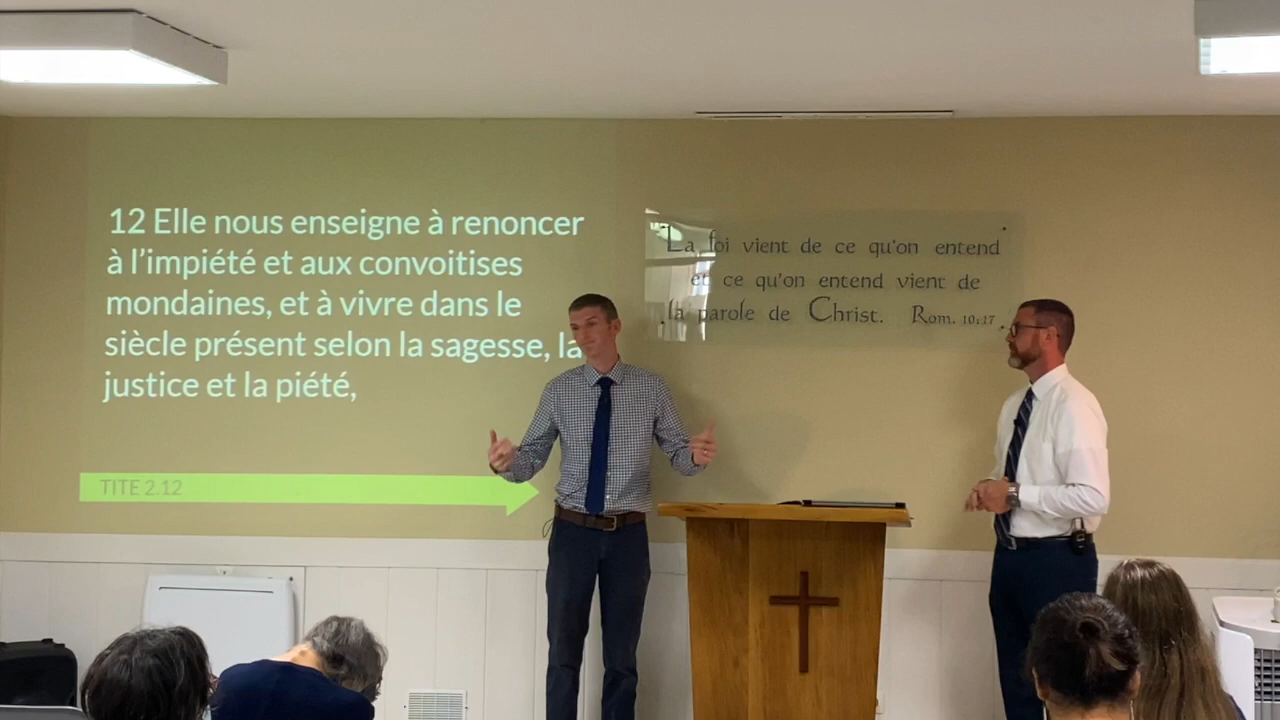 12 Elle nous enseigne à renoncer
à l'impiété et aux convoitises
mondaines, et à vivre dans le
siècle présent selon la sagesse, la
justice et la piété,
TITE 2.12
La foi vient de ce qu'on entend
et ce qu'on entend vient de
la parole de Christ. Rom. 10:17